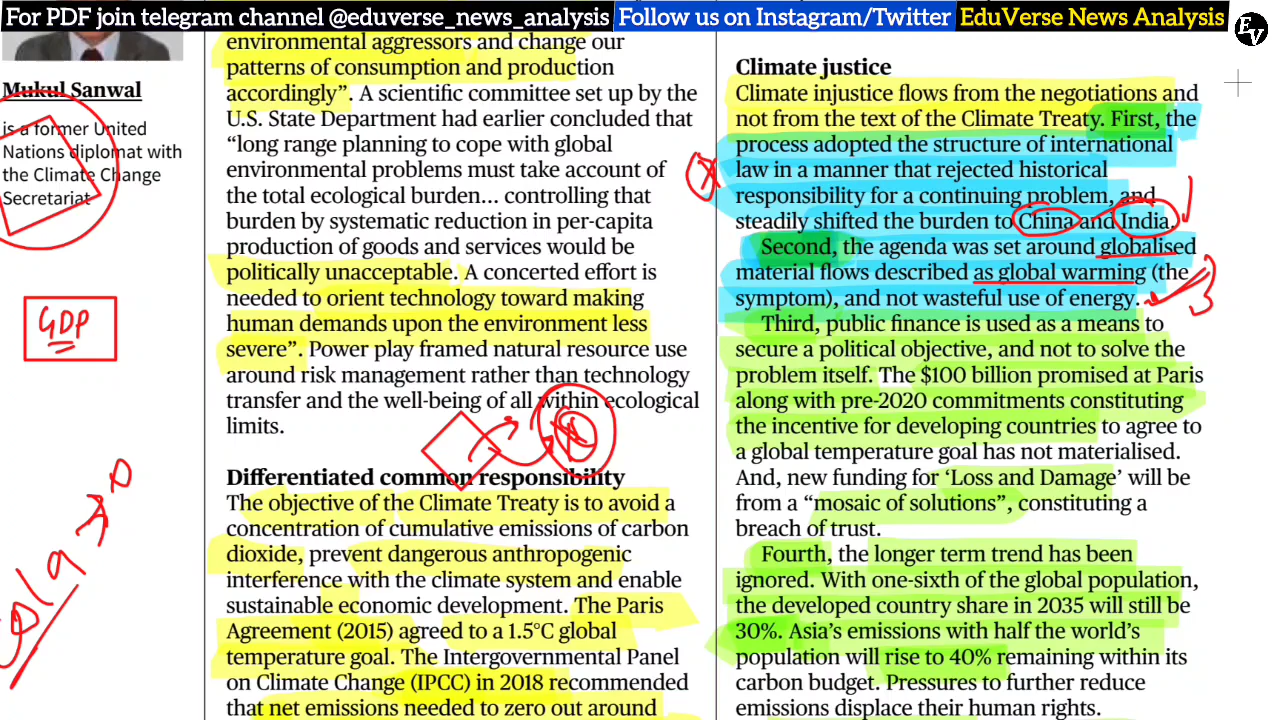 For PDF join telegram channel @eduverse_news_analysis Follow us on Instagram/Twitter EduVerse News Analysis
EV
Mukul Sanwal
is a former United
Nations diplomat with
the Climate Change
Secretariat
GDP
environmental aggressors and change our
patterns of consumption and production
accordingly”. A scientific committee set up by the
U.S. State Department had earlier concluded that
“long range planning to cope with global
environmental problems must take account of
the total ecological burden... controlling that
burden by systematic reduction in per-capita
production of goods and services would be
politically unacceptable. A concerted effort is
needed to orient technology toward making
human demands upon the environment less
severe”. Power play framed natural resource use
around risk management rather than technology
transfer and the well-being of all within ecological
limits.
Differentiated common responsibility
The objective of the Climate Treaty is to avoid a
concentration of cumulative emissions of carbon
dioxide, prevent dangerous anthropogenic
interference with the climate system and enable
sustainable economic development. The Paris
Agreement (2015) agreed to a 1.5°C global
temperature goal. The Intergovernmental Panel
on Climate Change (IPCC) in 2018 recommended
that net emissions needed to zero out around
Climate justice
Climate injustice flows from the negotiations and
not from the text of the Climate Treaty. First, the
process adopted the structure of international
law in a manner that rejected historical
responsibility for a continuing problem, and
steadily shifted the burden to China and India.
Second, the agenda was set around globalised
material flows described as global warming (the
symptom), and not wasteful use of energy.
Third, public finance is used as a means to
secure a political objective, and not to solve the
problem itself. The $100 billion promised at Paris
along with pre-2020 commitments constituting
the incentive for developing countries to agree to
a global temperature goal has not materialised.
And, new funding for ‘Loss and Damage’ will be
from a “mosaic of solutions”, constituting a
breach of trust.
Fourth, the longer term trend has been
ignored. With one-sixth of the global population,
the developed country share in 2035 will still be
30%. Asia’s emissions with half the world’s
population will rise to 40% remaining within its
carbon budget. Pressures to further reduce
emissions displace their human rights.